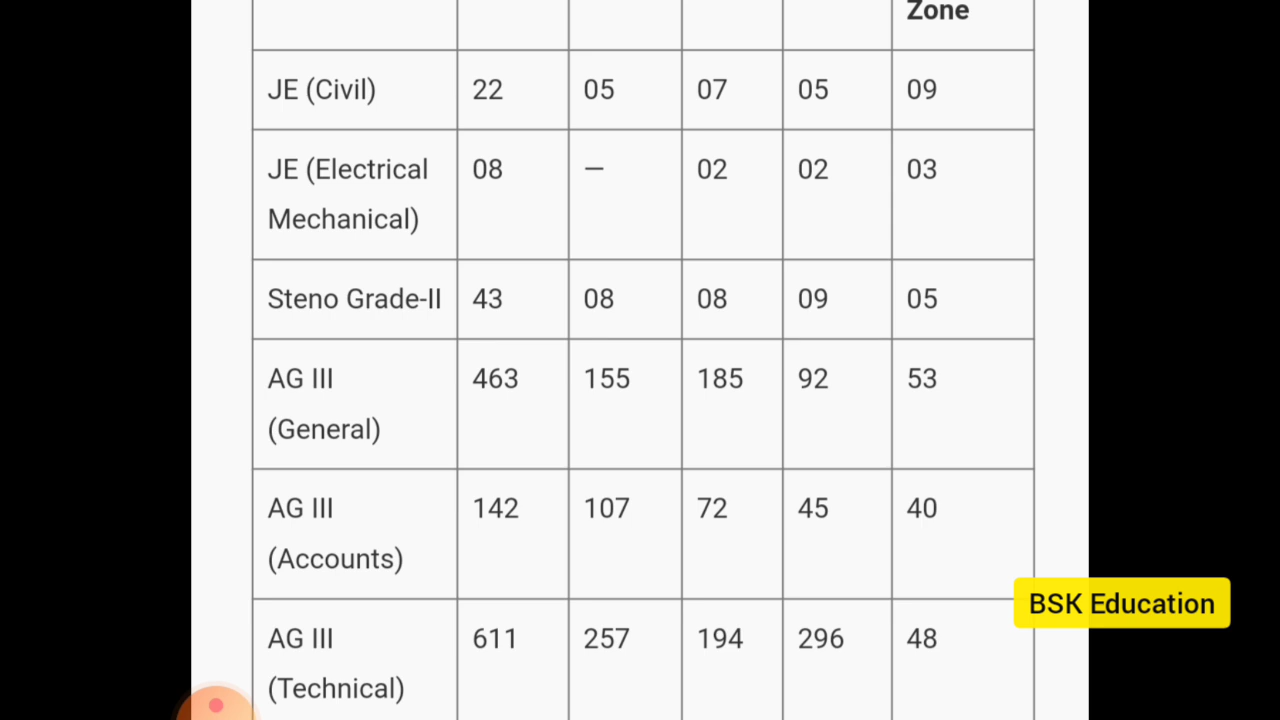 Zone
JE (Civil) 22 05 07 05 09
JE (Electrical 08 — 02 02 03
Mechanical)
Steno Grade-II 43 08 08 09 05
AG III 463 155 185 92 53
(General)
AG III 142 107 72 45 40
(Accounts)
BSK Education
AG III 611 257 194 296 48
(Technical)